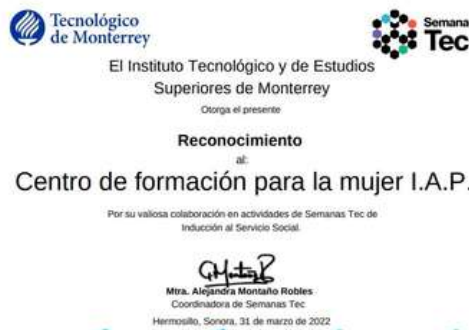 Tecnológico
de Monterrey
Semana
Tec
El Instituto Tecnológico y de Estudios
Superiores de Monterrey
Otorga el presente
Reconocimiento
al:
Centro de formación para la mujer I.A.P.
Por su valiosa colaboración en actividades de Semanas Tec de
Inducción al Servicio Social.
Mtra. Alejandra Montaño Robles
Coordinadora de Semanas Tec
Hermosillo, Sonora, 31 de marzo de 2022